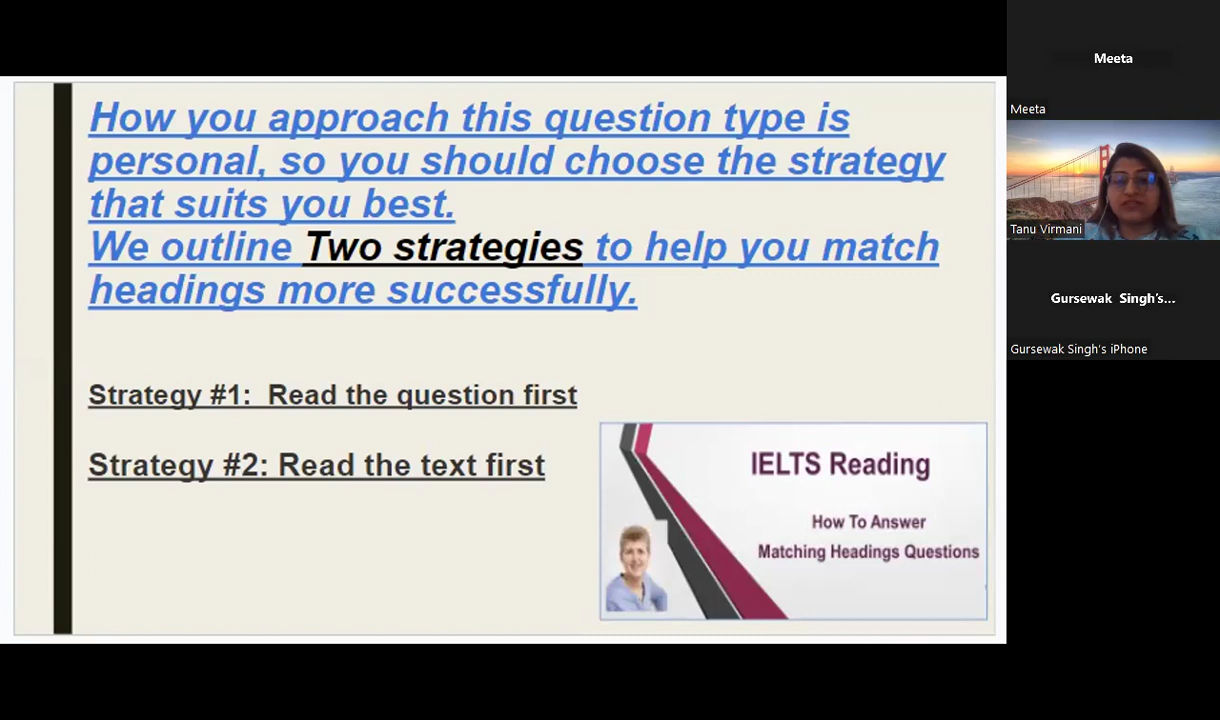 How you approach this question type is
personal, so you should choose the strategy
that suits you best.
We outline Two strategies to help you match
headings more successfully.
Strategy #1:  Read the question first
Strategy #2: Read the text first
IELTS Reading
How To Answer
Matching Headings Questions
Meeta
Meeta
Tanu Virmani
Gursewak  Singh's...
Gursewak Singh's iPhone